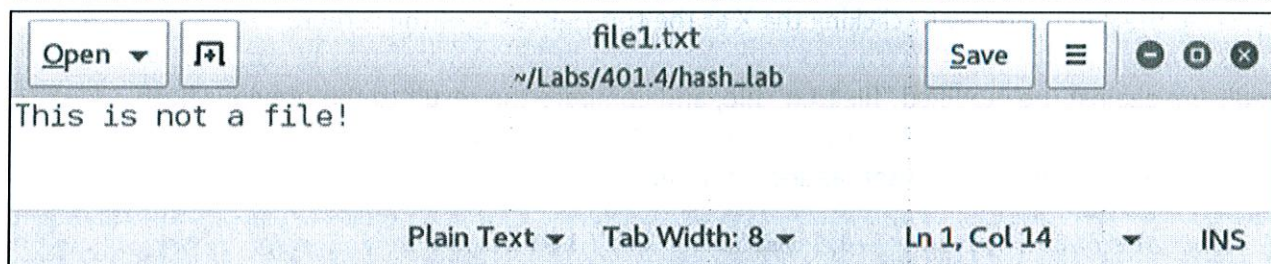 Open
file1.txt
~/Labs/401.4/hash_lab
Save
This is not a file!
Plain Text
Tab Width: 8
Ln 1, Col 14
INS